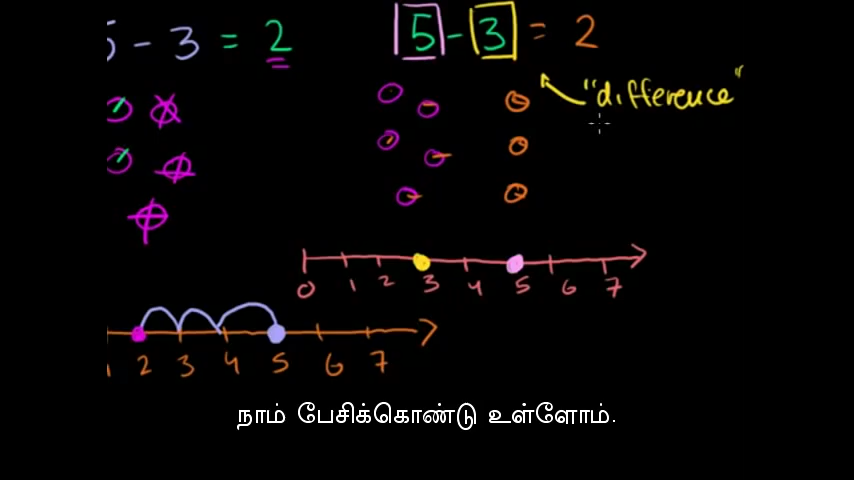 5 - 3 = 2
5 - 3 = 2
"difference"
0 1 2 3 4 5 6 7
1 2 3 4 5 6 7
நாம் பேசிக்கொண்டு உள்ளோம்.